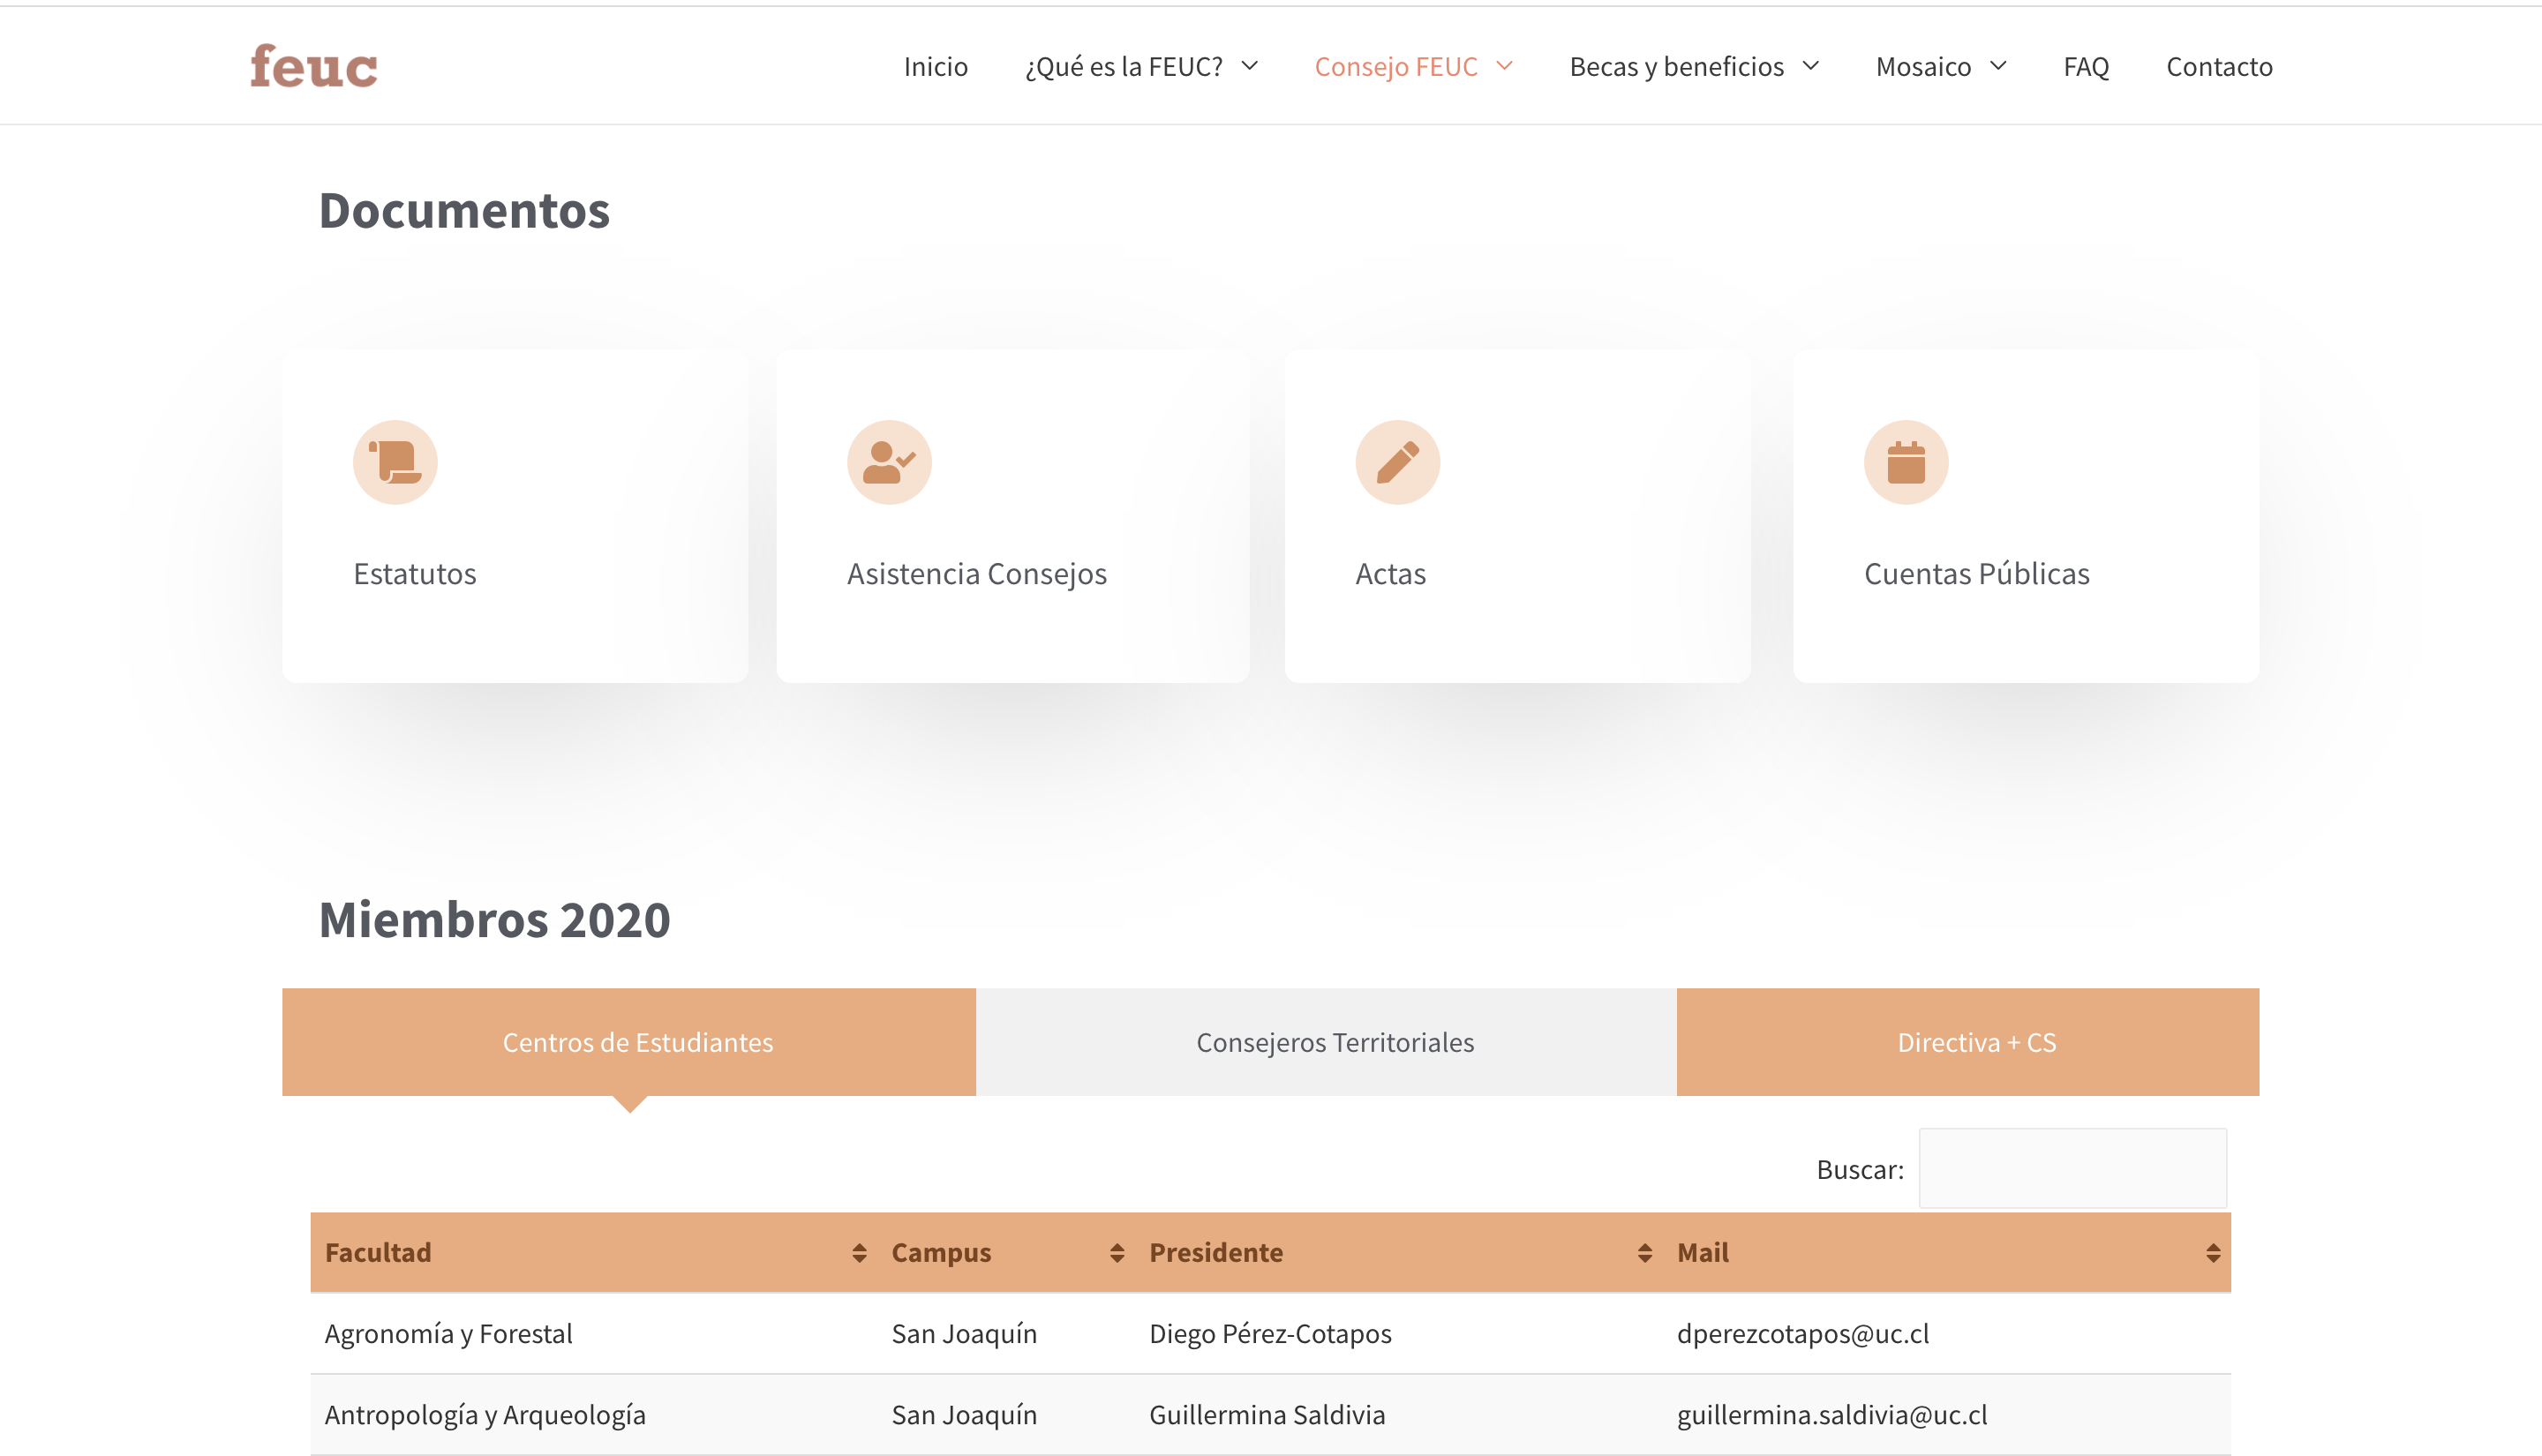 feuc
Inicio ¿Qué es la FEUC? Consejo FEUC Becas y beneficios Mosaico FAQ Contacto
Documentos
Estatutos Asistencia Consejos Actas Cuentas Públicas
Miembros 2020
Centros de Estudiantes Consejeros Territoriales Directiva + CS
Buscar:
Facultad Campus Presidente Mail
Agronomía y Forestal San Joaquín Diego Pérez-Cotapos dperezcotapos@uc.cl
Antropología y Arqueología San Joaquín Guillermina Saldivia guillermina.saldivia@uc.cl